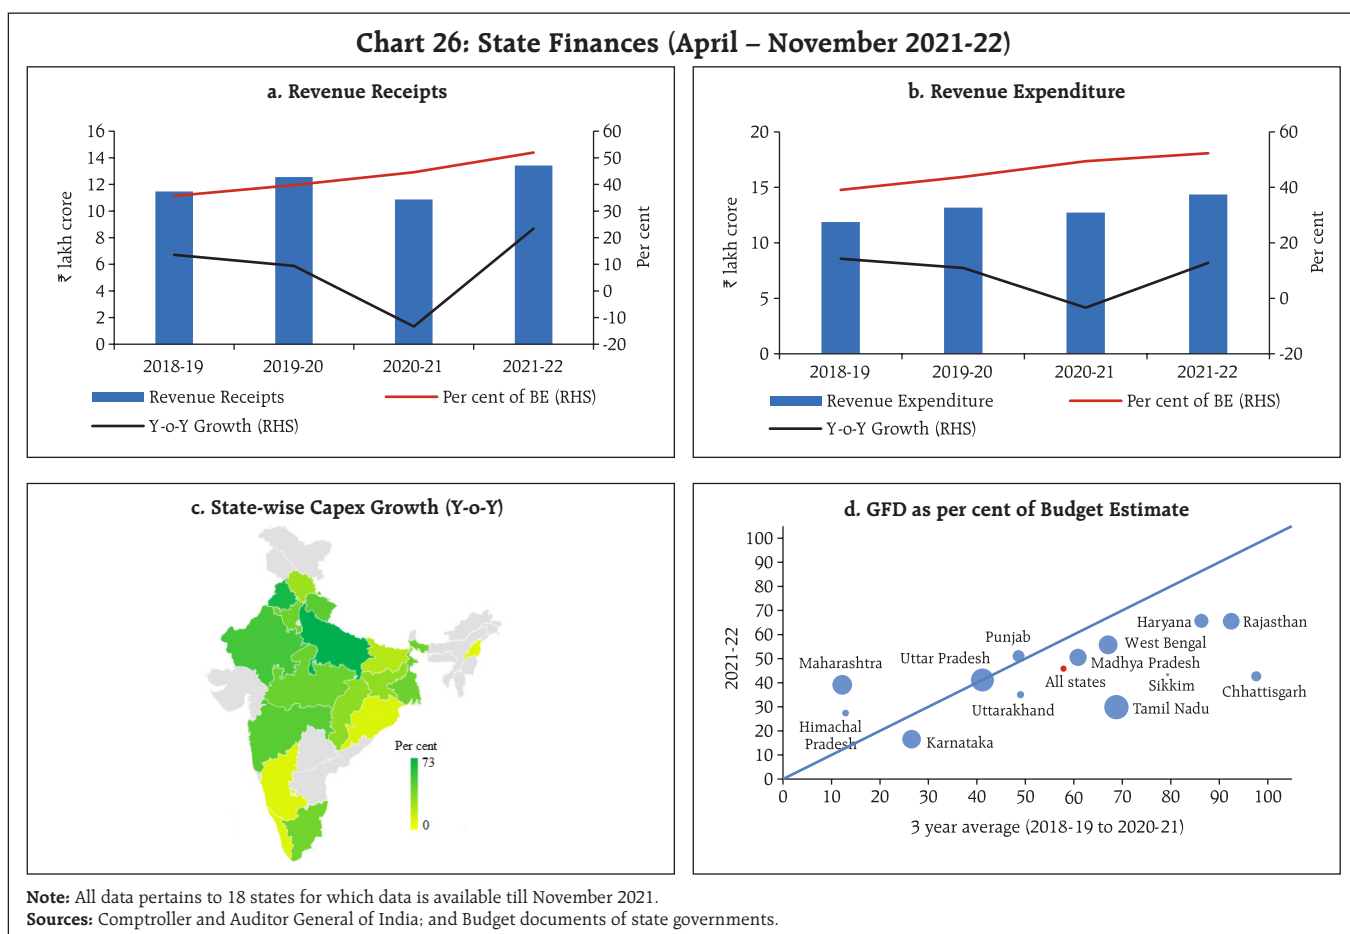 Chart 26: State Finances (April – November 2021-22)
a. Revenue Receipts
16
14
12
10
8
6
4
2
0
₹ lakh crore
60
50
40
30
20
10
0
-10
-20
Per cent
2018-19
2019-20
2020-21
2021-22
Revenue Receipts
Per cent of BE (RHS)
Y-o-Y Growth (RHS)
b. Revenue Expenditure
20
15
10
5
0
₹ lakh crore
60
40
20
0
-20
Per cent
2018-19
2019-20
2020-21
2021-22
Revenue Expenditure
Per cent of BE (RHS)
Y-o-Y Growth (RHS)
c. State-wise Capex Growth (Y-o-Y)
Per cent
73
0
d. GFD as per cent of Budget Estimate
100
90
80
70
60
50
40
30
20
10
0
2021-22
Haryana
Rajasthan
Punjab
West Bengal
Uttar Pradesh
Maharashtra
Madhya Pradesh
All states
Sikkim
Chhattisgarh
Uttarakhand
Tamil Nadu
Himachal
Pradesh
Karnataka
0
10
20
30
40
50
60
70
80
90
100
3 year average (2018-19 to 2020-21)
Note: All data pertains to 18 states for which data is available till November 2021.
Sources: Comptroller and Auditor General of India; and Budget documents of state governments.